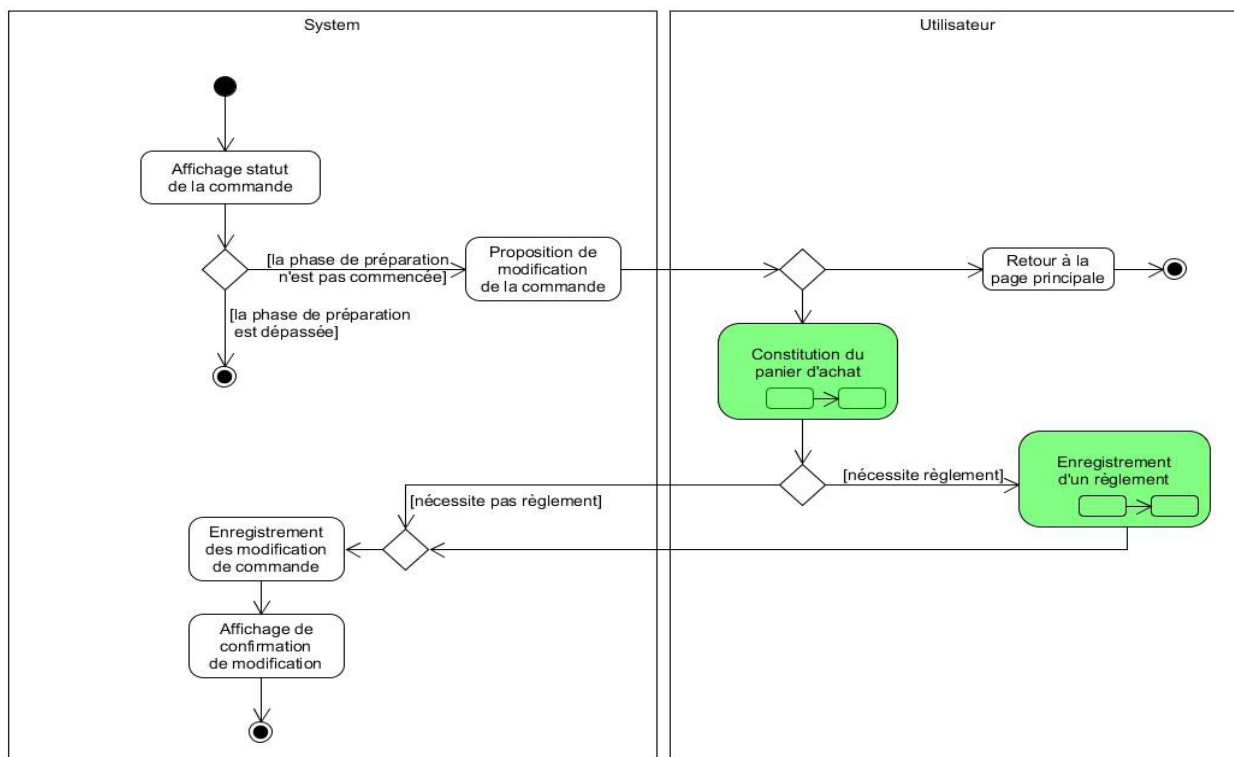 System
Utilisateur
Affichage statut
de la commande
[la phase de préparation
n'est pas commencée]
Proposition de
modification
de la commande
Retour à la
page principale
[la phase de préparation
est dépassée]
Constitution du
panier d'achat
[nécessite règlement]
Enregistrement
d'un règlement
[nécessite pas règlement]
Enregistrement
des modification
de commande
Affichage de
confirmation
de modification